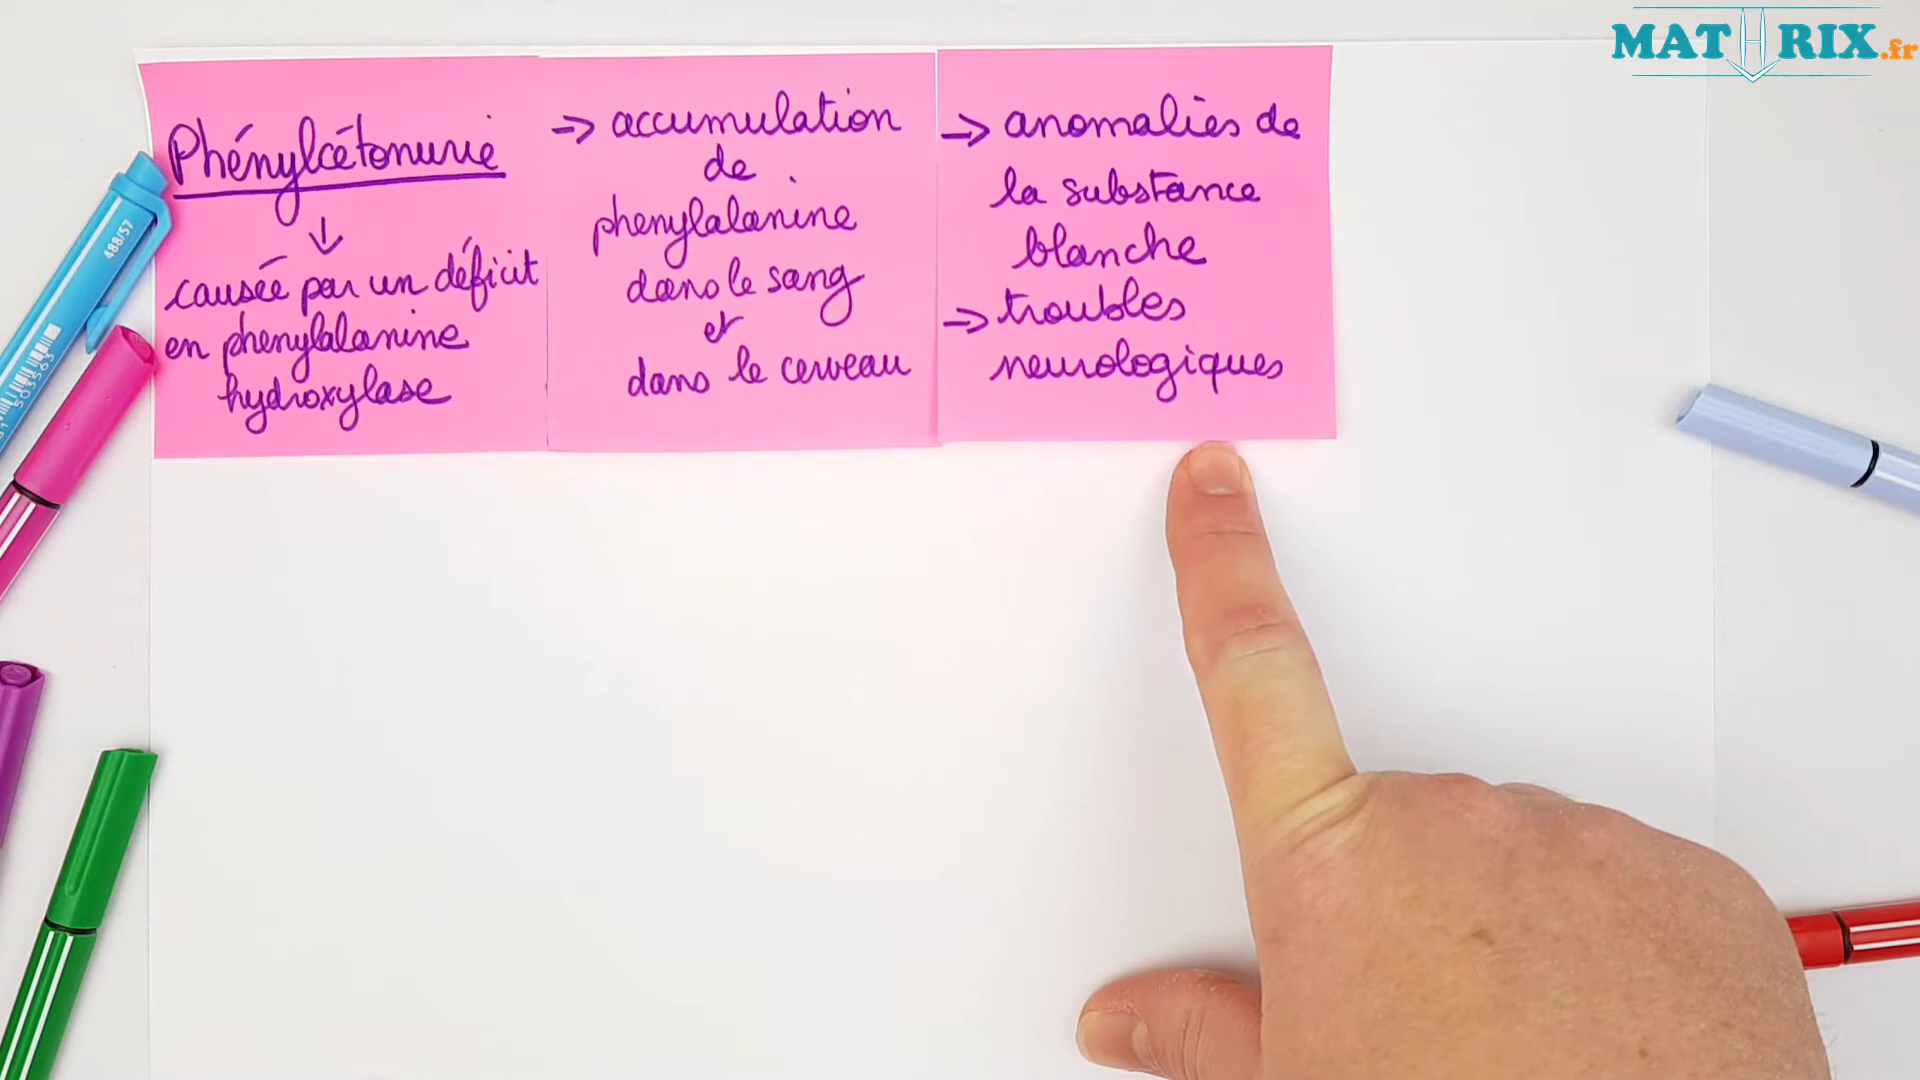 Phénylcétonurie
↓
causée par un déficit
en phenylalanine
hydroxylase
→ accumulation
de
phenylalanine
dans le sang
et
dans le cerveau
→ anomalies de
la substance
blanche
→ troubles
neurologiques
MATHRIX.fr
488/57
503563